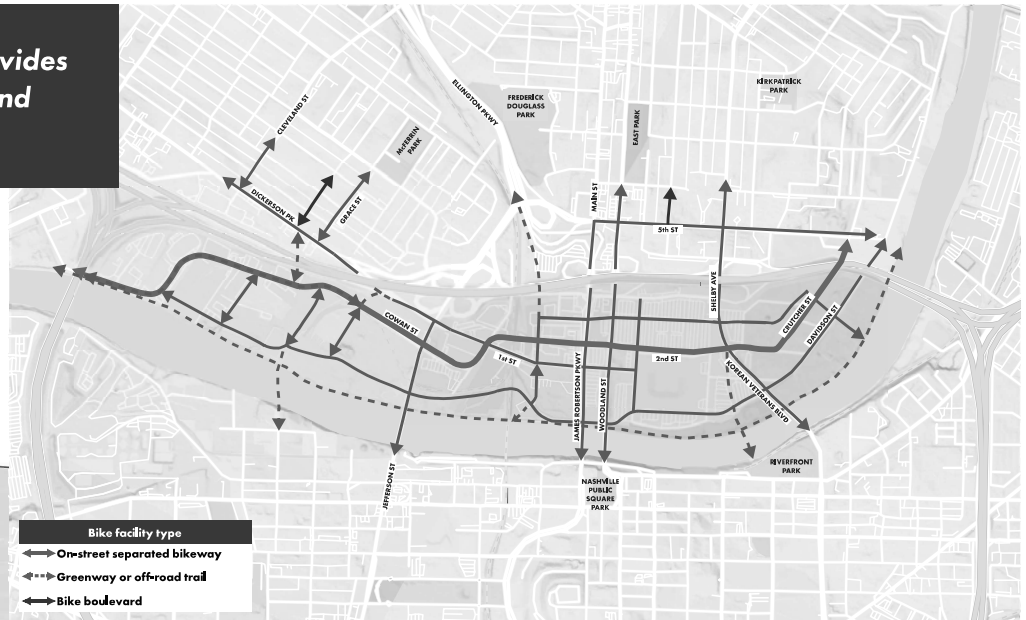 vides
nd
CLEVELAND ST
McFERRIN
PARK
DICKERSON PK
GRACE ST
ELLINGTON PKWY
FREDERICK
DOUGLASS
PARK
EAST PARK
KIRKPATRICK
PARK
MAIN ST
5th ST
SHELBY AVE
COWAN ST
1st ST
2nd ST
CRUTCHER ST
DAVIDSON ST
JAMES ROBERTSON PKWY
WOODLAND ST
KOREAN VETERANS BLVD
JEFFERSON ST
RIVERFRONT
PARK
NASHVILLE
PUBLIC
SQUARE
PARK
Bike facility type
On-street separated bikeway
Greenway or off-road trail
Bike boulevard